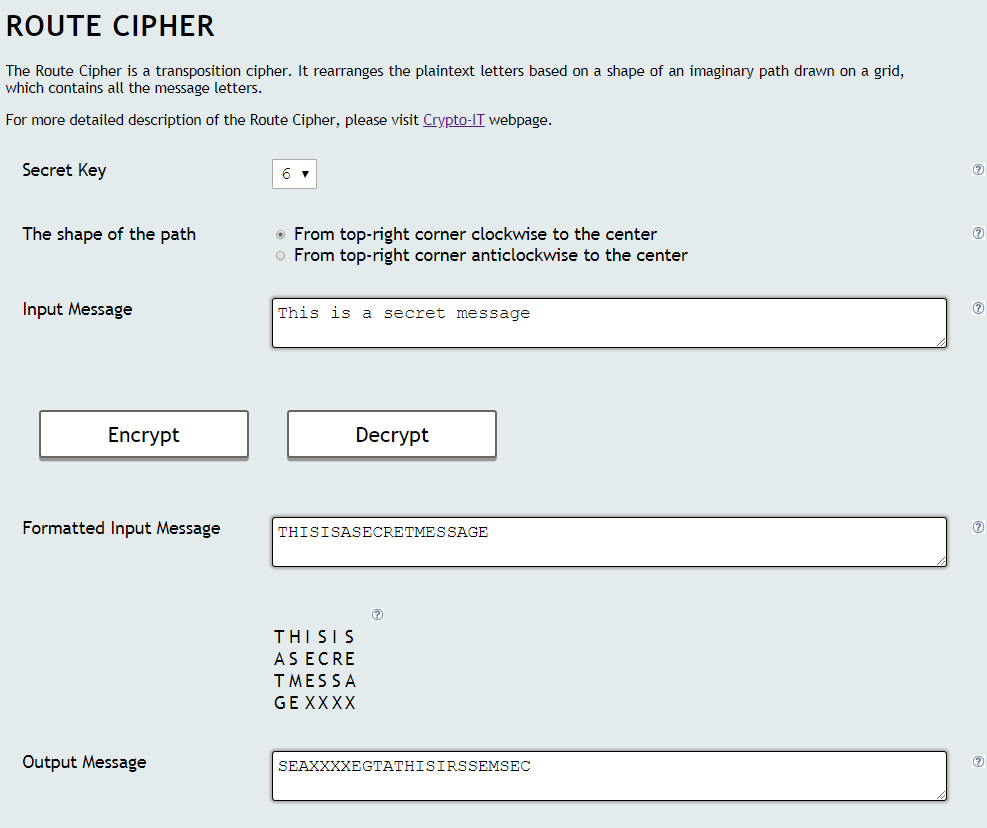 ROUTE CIPHER
The Route Cipher is a transposition cipher. It rearranges the plaintext letters based on a shape of an imaginary path drawn on a grid,
which contains all the message letters.
For more detailed description of the Route Cipher, please visit Crypto-IT webpage.
Secret Key
6 ▼
?
The shape of the path
From top-right corner clockwise to the center
?
From top-right corner anticlockwise to the center
Input Message
This is a secret message
?
Encrypt
Decrypt
Formatted Input Message
THISISASECRETMESSAGE
?
?
T H I S I S
A S E C R E
T M E S S A
G E X X X X
Output Message
SEAXXXXEGTATHISIRSSEMSEC
?